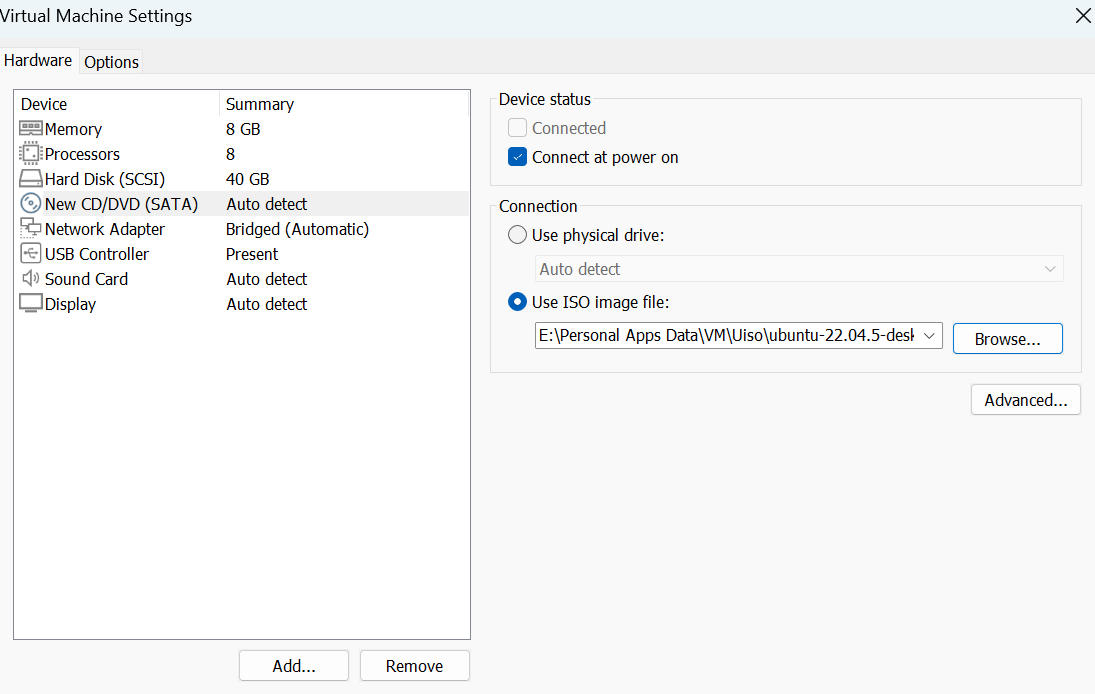 Virtual Machine Settings
Hardware Options
Device Summary
Memory 8 GB
Processors 8
Hard Disk (SCSI) 40 GB
New CD/DVD (SATA) Auto detect
Network Adapter Bridged (Automatic)
USB Controller Present
Sound Card Auto detect
Display Auto detect
Add... Remove
Device status
Connected
Connect at power on
Connection
Use physical drive:
Auto detect
Use ISO image file:
E:\Personal Apps Data\VM\Uiso\ubuntu-22.04.5-desk
Browse...
Advanced...